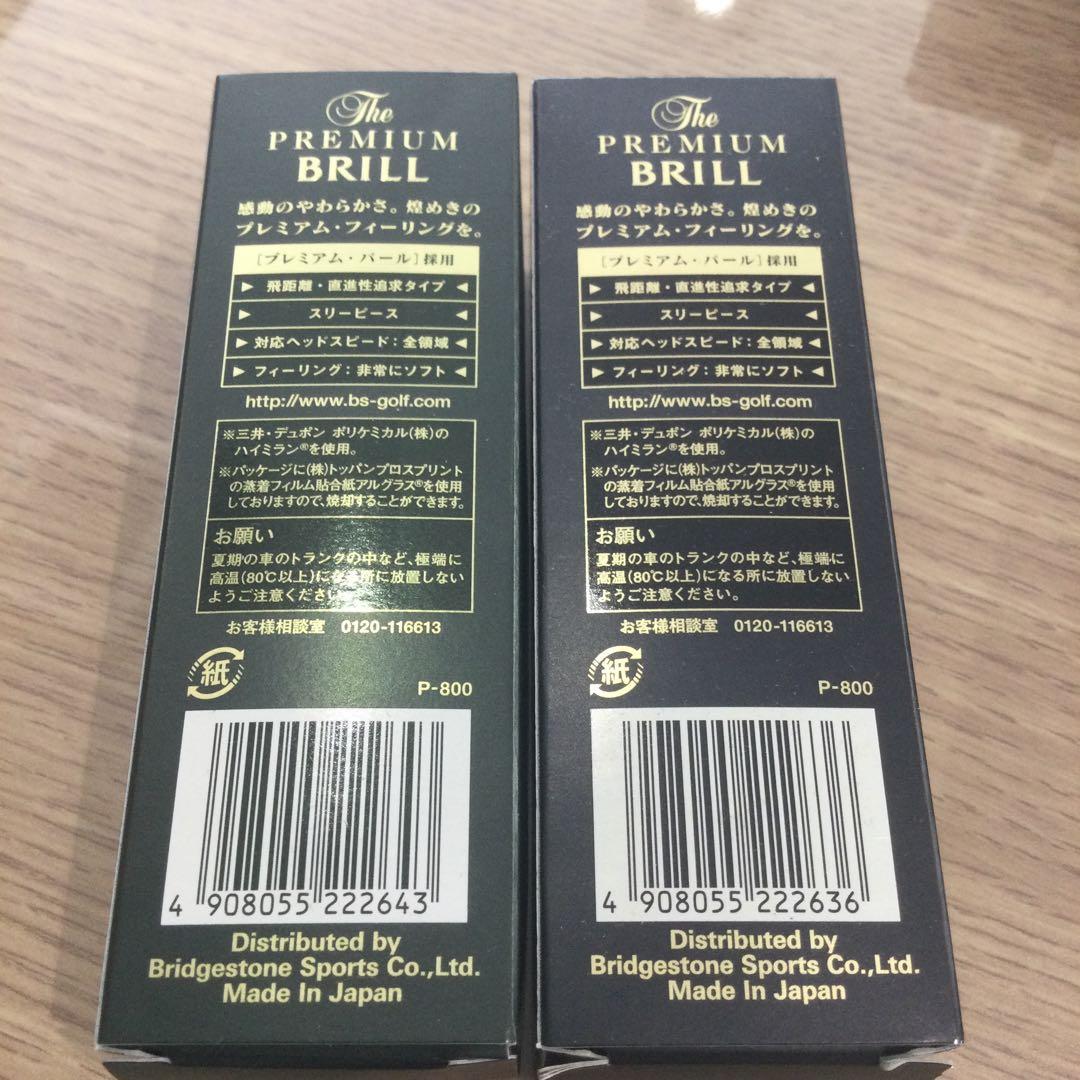 The
PREMIUM
BRILL
感動のやわらかさ。煌めきの
プレミアム・フィーリングを。
[プレミアム・パール]採用
▶ 飛距離・直進性追求タイプ ◀
▶ スリーピース ◀
▶ 対応ヘッドスピード:全領域 ◀
▶ フィーリング:非常にソフト ◀
http://www.bs-golf.com
※三井・デュポン ポリケミカル(株)の
ハイミラン®を使用。
※パッケージに(株)トッパンプロスプリント
の蒸着フィルム貼合紙アルグラス®を使用
しておりますので、焼却することができます。
お願い
夏期の車のトランクの中など、極端に
高温(80℃以上)になる所に放置しない
ようご注意ください。
お客様相談室 0120-116613
紙
P-800
4 908055 222643
Distributed by
Bridgestone Sports Co.,Ltd.
Made In Japan
The
PREMIUM
BRILL
感動のやわらかさ。煌めきの
プレミアム・フィーリングを。
[プレミアム・パール]採用
▶ 飛距離・直進性追求タイプ ◀
▶ スリーピース ◀
▶ 対応ヘッドスピード:全領域 ◀
▶ フィーリング:非常にソフト ◀
http://www.bs-golf.com
※三井・デュポン ポリケミカル(株)の
ハイミラン®を使用。
※パッケージに(株)トッパンプロスプリント
の蒸着フィルム貼合紙アルグラス®を使用
しておりますので、焼却することができます。
お願い
夏期の車のトランクの中など、極端に
高温(80℃以上)になる所に放置しない
ようご注意ください。
お客様相談室 0120-116613
紙
P-800
4 908055 222636
Distributed by
Bridgestone Sports Co.,Ltd.
Made In Japan